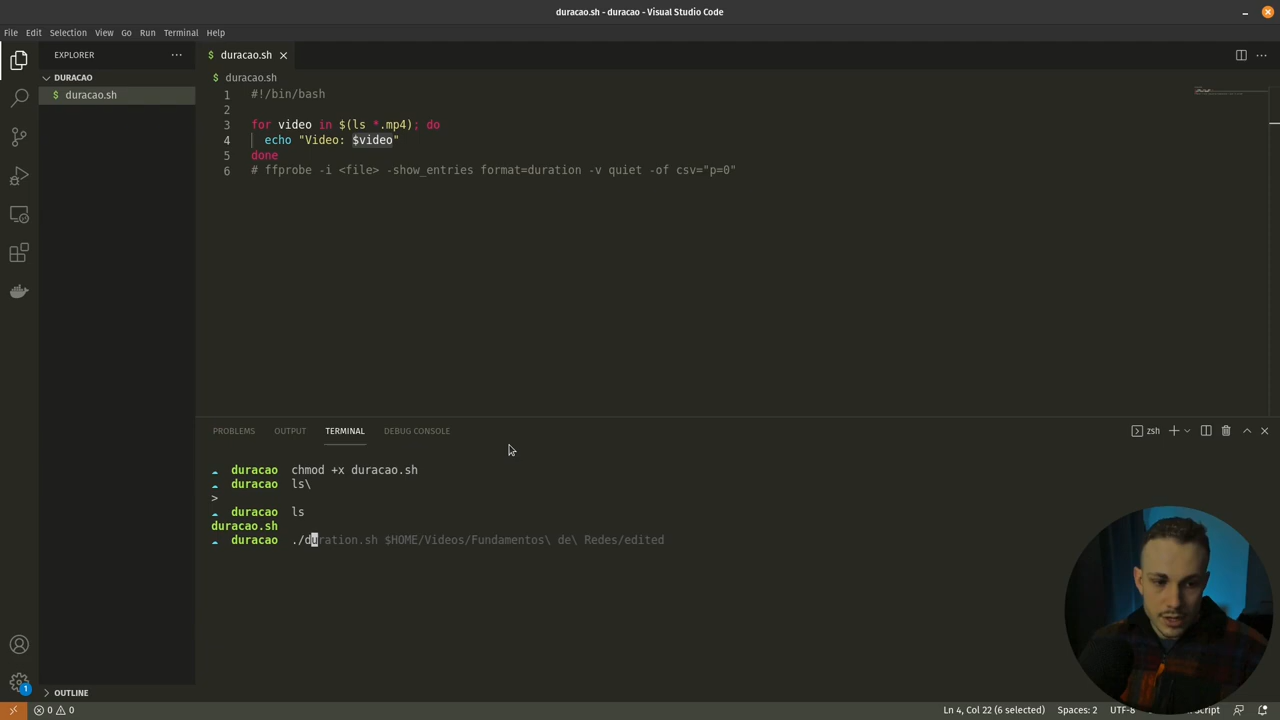 duracao.sh - duracao - Visual Studio Code
File Edit Selection View Go Run Terminal Help
EXPLORER
duracao.sh
DURACAO
duracao.sh
duracao.sh
1 #!/bin/bash
2
3 for video in $(ls *.mp4); do
4 echo "Video: $video"
5 done
6 # ffprobe -i <file> -show_entries format=duration -v quiet -of csv="p=0"
PROBLEMS OUTPUT TERMINAL DEBUG CONSOLE
zsh
duracao chmod +x duracao.sh
duracao ls\
>
duracao ls
duracao.sh
duracao ./duration.sh $HOME/Videos/Fundamentos\ de\ Redes/edited
1
OUTLINE
0 0
Ln 4, Col 22 (6 selected) Spaces: 2 UTF-8